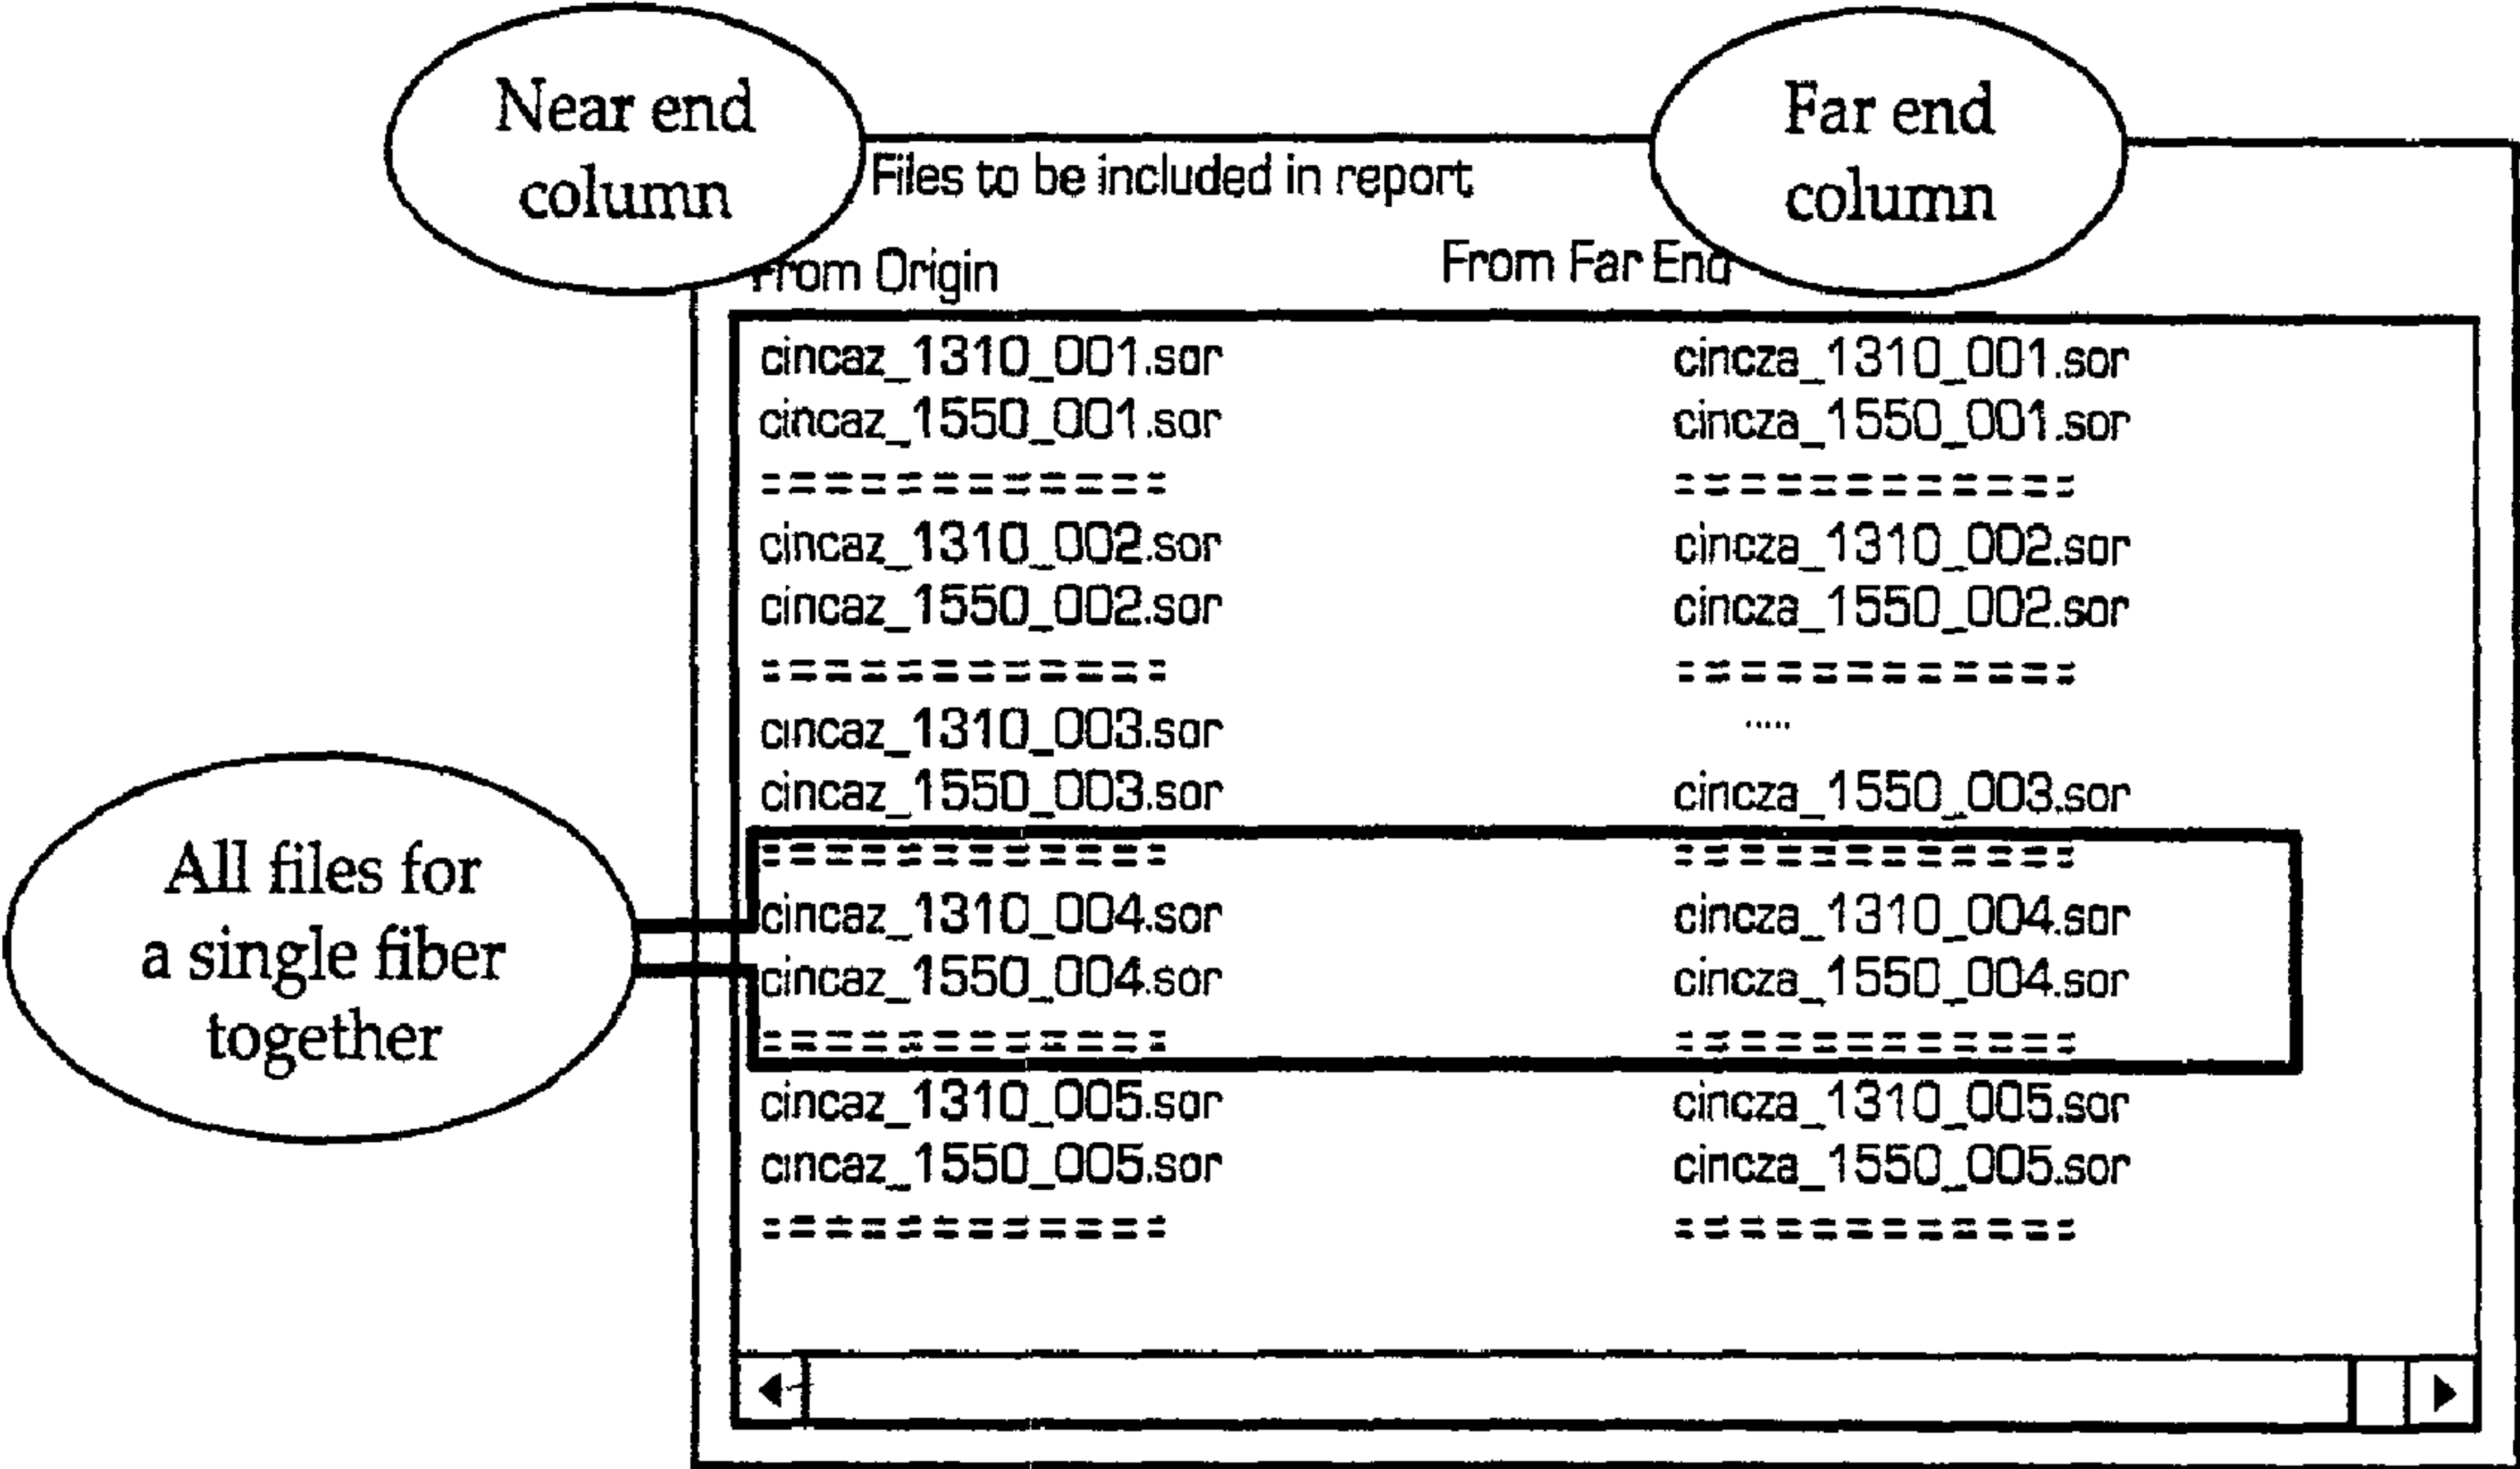 Near end
column
Far end
column
Files to be included in report
From Origin From Far End
cincaz_1310_001.sor cincza_1310_001.sor
cincaz_1550_001.sor cincza_1550_001.sor
============ ============
cincaz_1310_002.sor cincza_1310_002.sor
cincaz_1550_002.sor cincza_1550_002.sor
============ ============
cincaz_1310_003.sor .....
cincaz_1550_003.sor cincza_1550_003.sor
============ ============
cincaz_1310_004.sor cincza_1310_004.sor
cincaz_1550_004.sor cincza_1550_004.sor
============ ============
cincaz_1310_005.sor cincza_1310_005.sor
cincaz_1550_005.sor cincza_1550_005.sor
============ ============
All files for
a single fiber
together